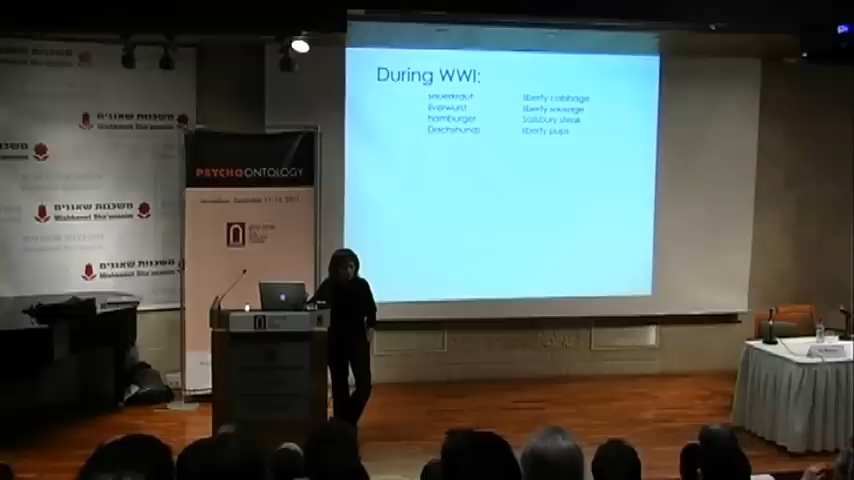 During WWI:
sauerkraut liberty cabbage
liverwurst liberty sausage
hamburger Salisbury steak
Dachshunds liberty pups
PSYCHOONTOLOGY
משכנות שאננים
Mishkenot Sha'ananim
משכנות שאננים
Mishkenot Sha'ananim
משכנות שאננים
Mishkenot Sha'ananim